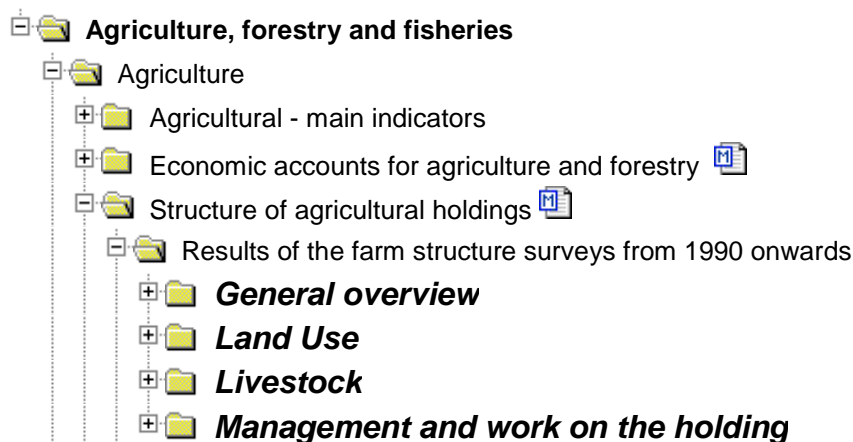 Agriculture, forestry and fisheries
Agriculture
Agricultural - main indicators
Economic accounts for agriculture and forestry M
Structure of agricultural holdings M
Results of the farm structure surveys from 1990 onwards
General overview
Land Use
Livestock
Management and work on the holding